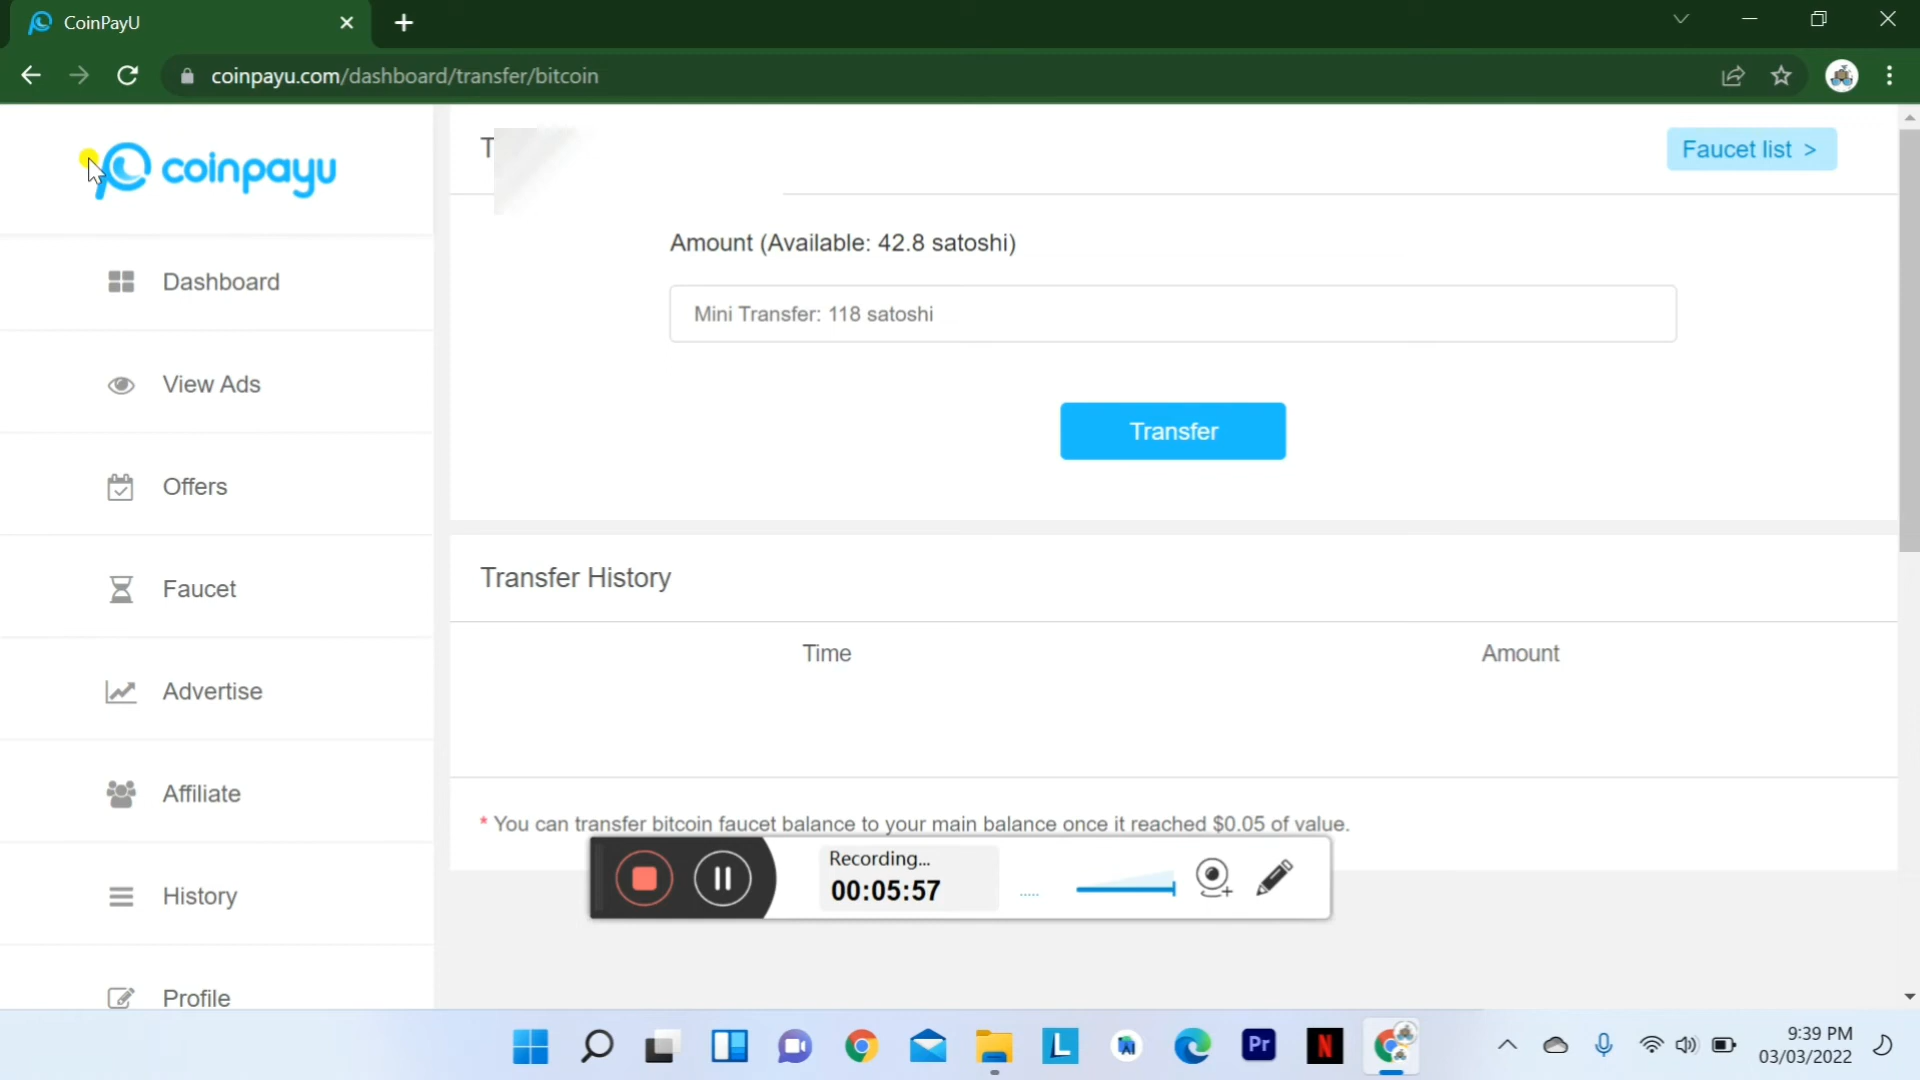 CoinPayU
coinpayu.com/dashboard/transfer/bitcoin
coinpayu
T
Faucet list >
Amount (Available: 42.8 satoshi)
Dashboard
Mini Transfer: 118 satoshi
View Ads
Transfer
Offers
Transfer History
Faucet
Time Amount
Advertise
Affiliate
* You can transfer bitcoin faucet balance to your main balance once it reached $0.05 of value.
Recording...
00:05:57
History
Profile
L
AI
Pr
N
9:39 PM
03/03/2022